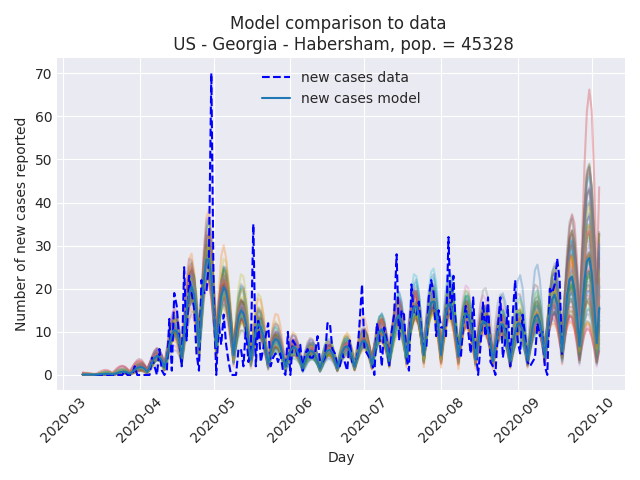 Model comparison to data
US - Georgia - Habersham, pop. = 45328
new cases data
new cases model
Number of new cases reported
70
60
50
40
30
20
10
0
2020-03
2020-04
2020-05
2020-06
2020-07
2020-08
2020-09
2020-10
Day